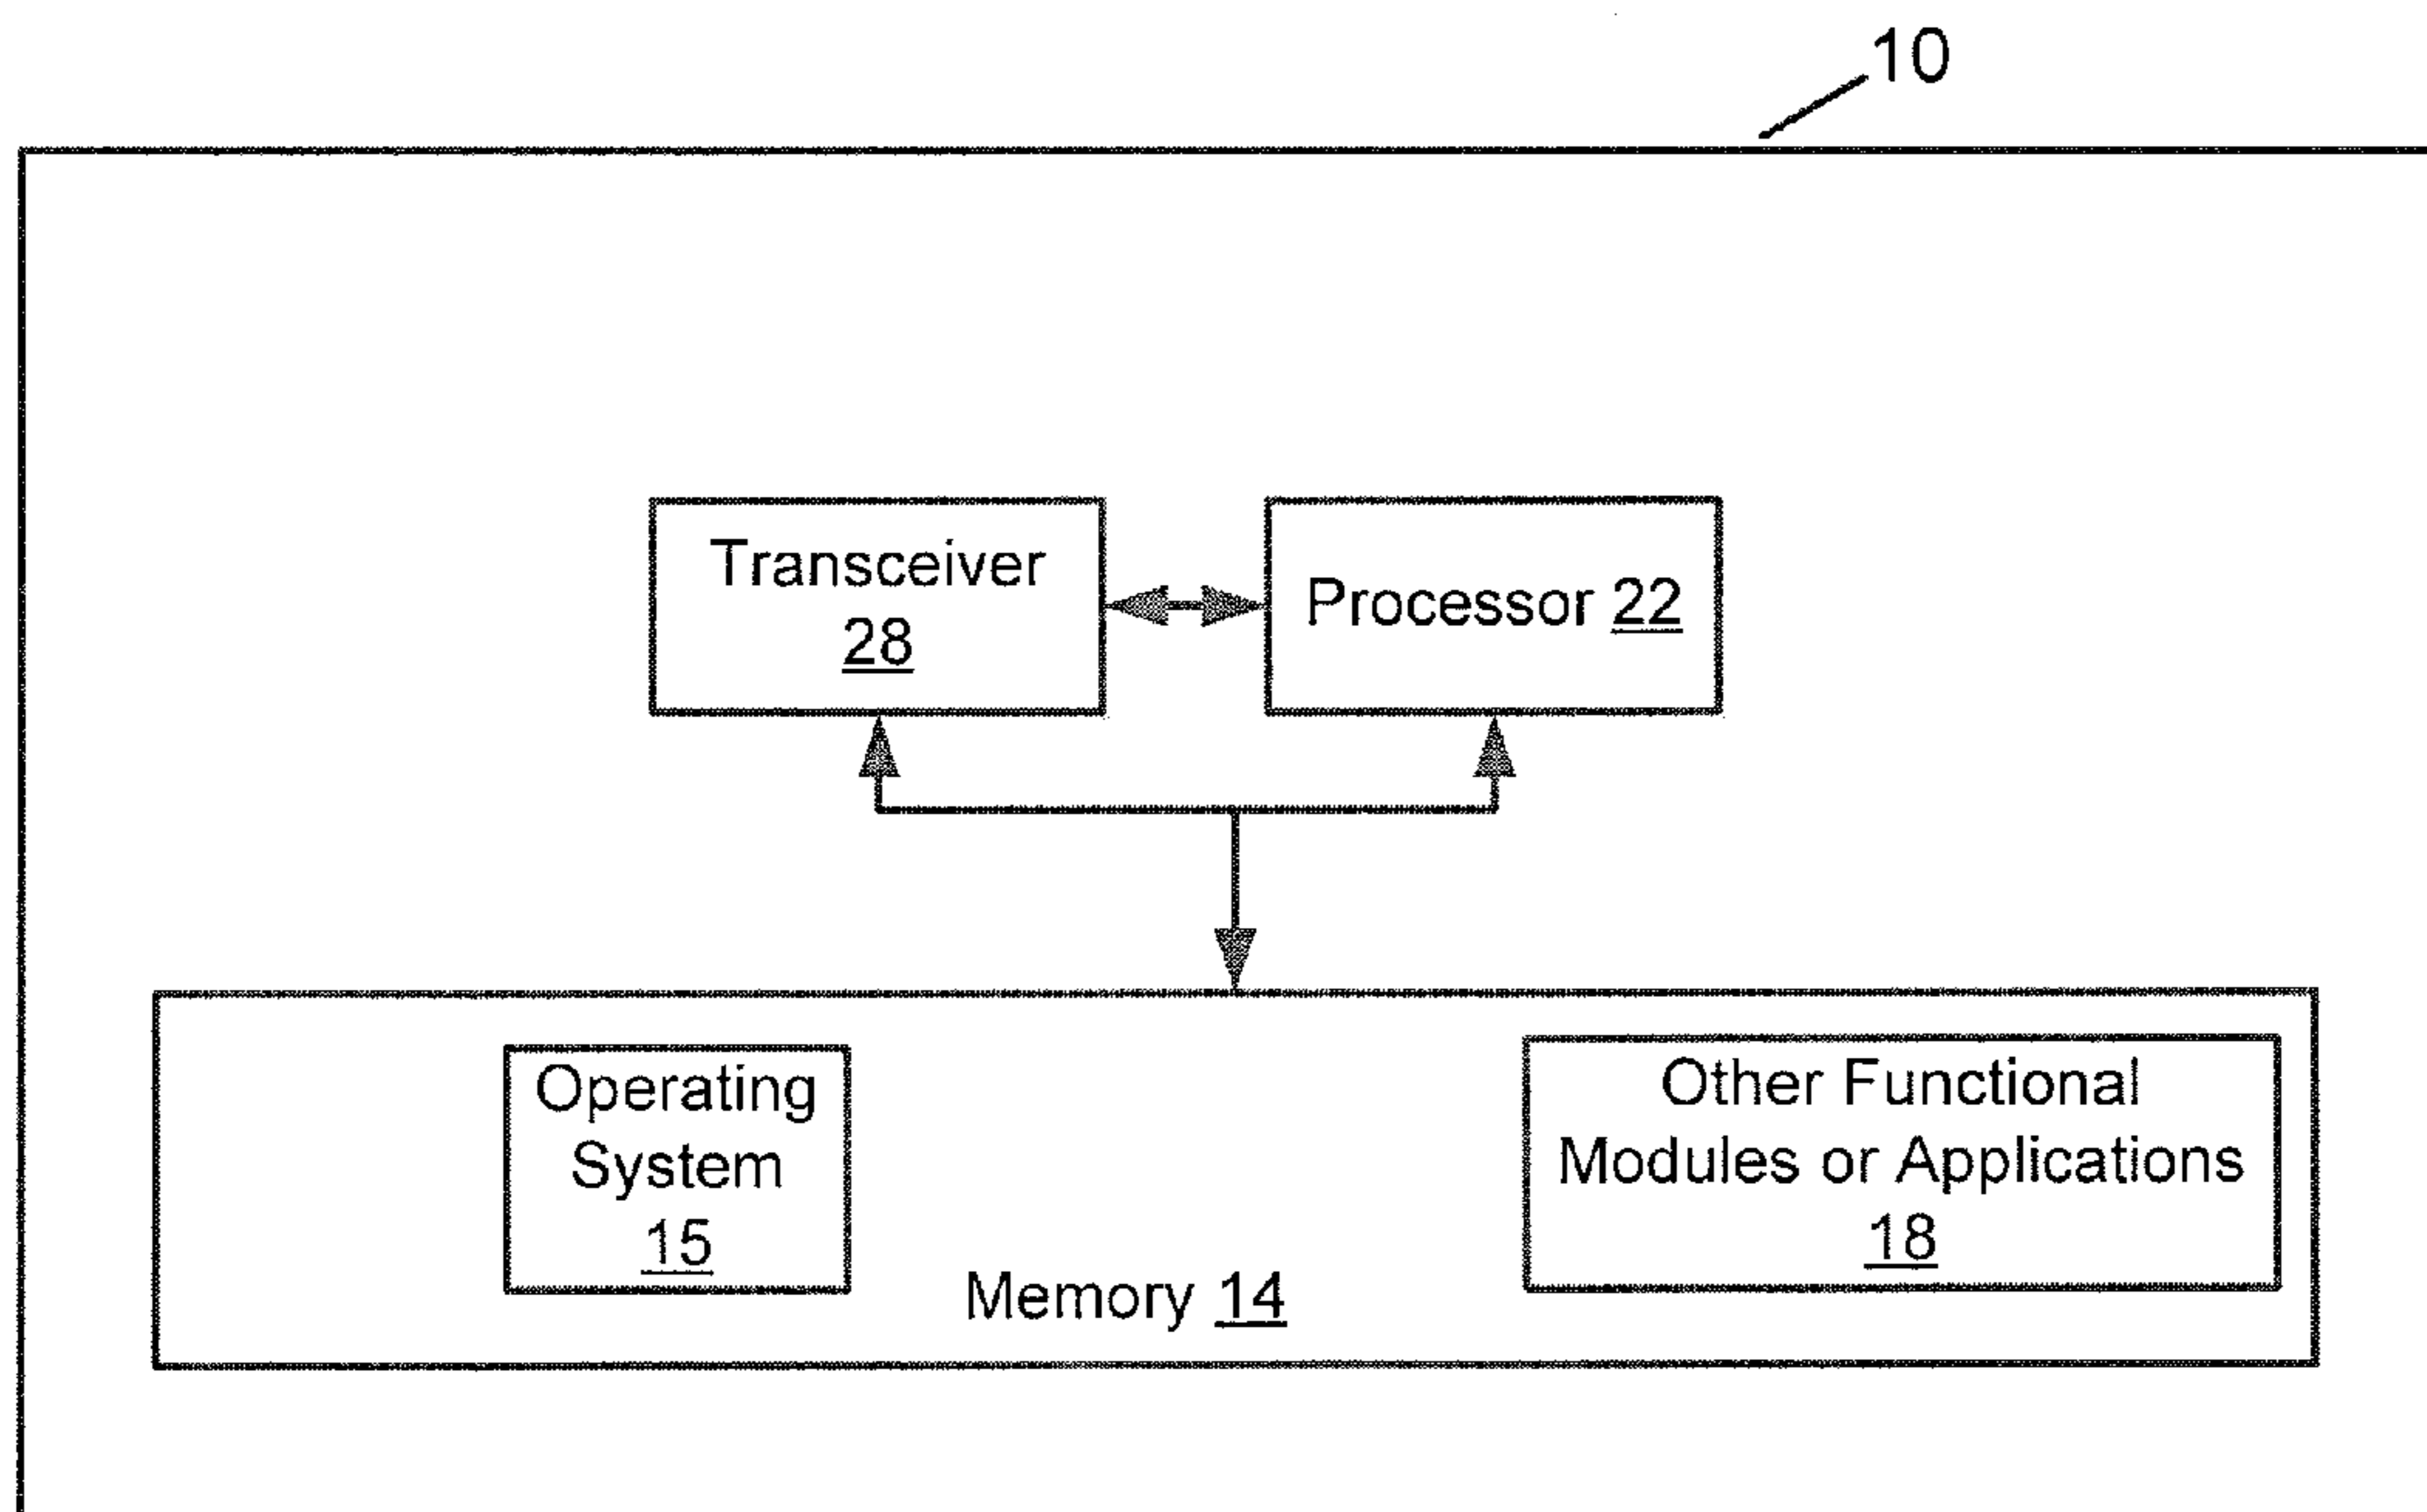 10
Transceiver
28
Processor 22
Operating
System
15
Other Functional
Modules or Applications
18
Memory 14